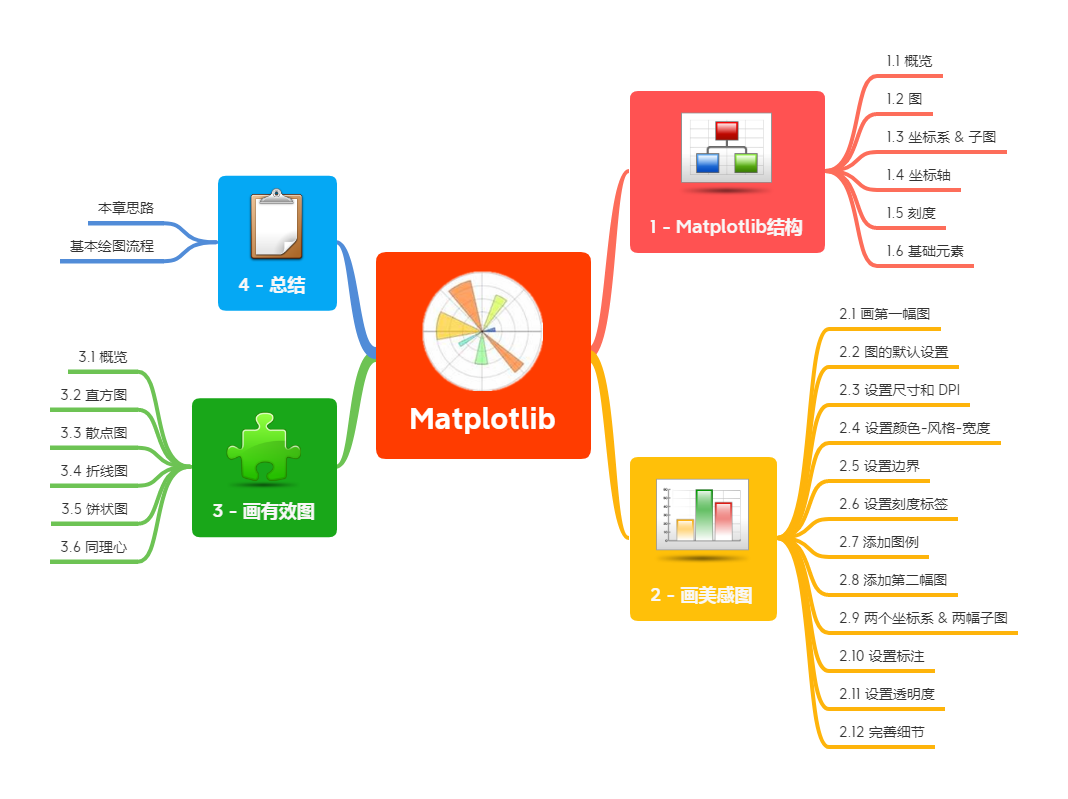 Matplotlib
1 - Matplotlib结构
1.1 概览
1.2 图
1.3 坐标系 & 子图
1.4 坐标轴
1.5 刻度
1.6 基础元素
2 - 画美感图
2.1 画第一幅图
2.2 图的默认设置
2.3 设置尺寸和 DPI
2.4 设置颜色-风格-宽度
2.5 设置边界
2.6 设置刻度标签
2.7 添加图例
2.8 添加第二幅图
2.9 两个坐标系 & 两幅子图
2.10 设置标注
2.11 设置透明度
2.12 完善细节
3 - 画有效图
3.1 概览
3.2 直方图
3.3 散点图
3.4 折线图
3.5 饼状图
3.6 同理心
4 - 总结
本章思路
基本绘图流程